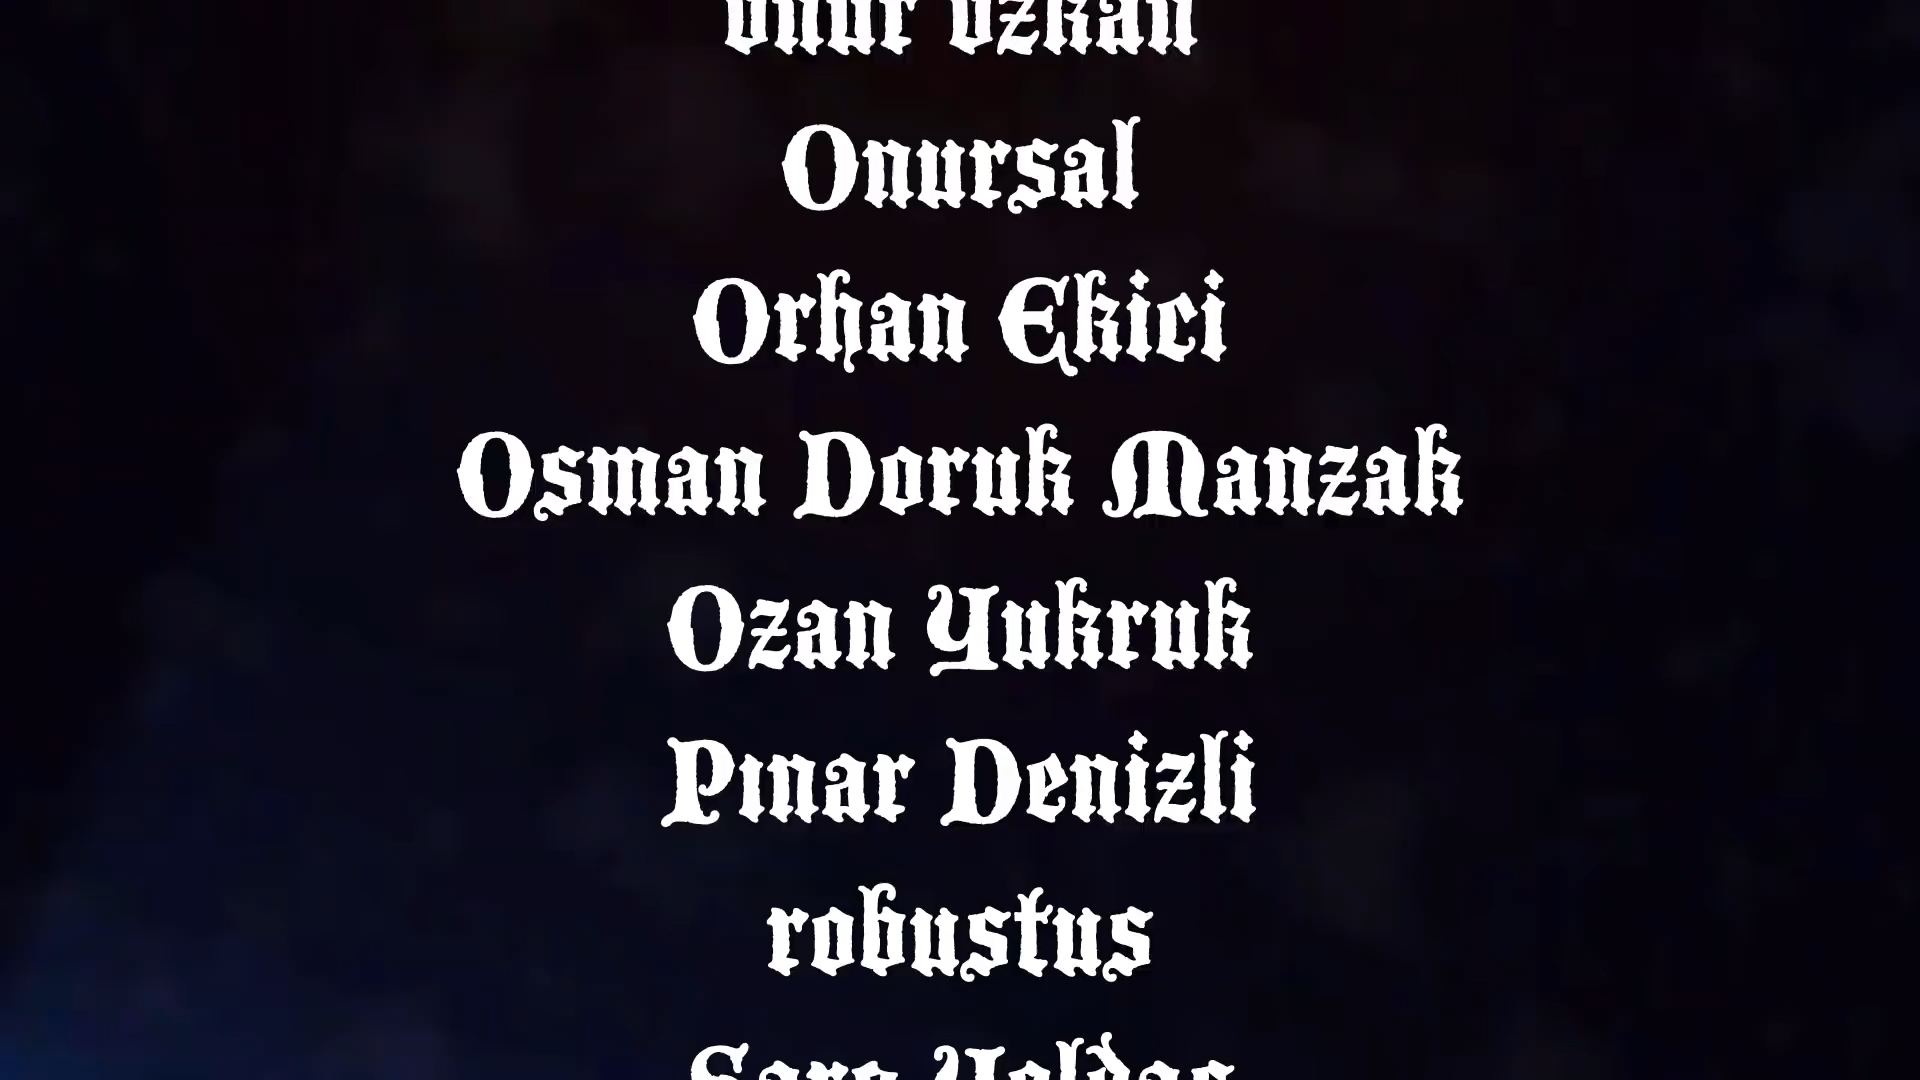 Onursal
Orhan Ekici
Osman Doruk Manzak
Ozan Yukruk
Pınar Denizli
robustus